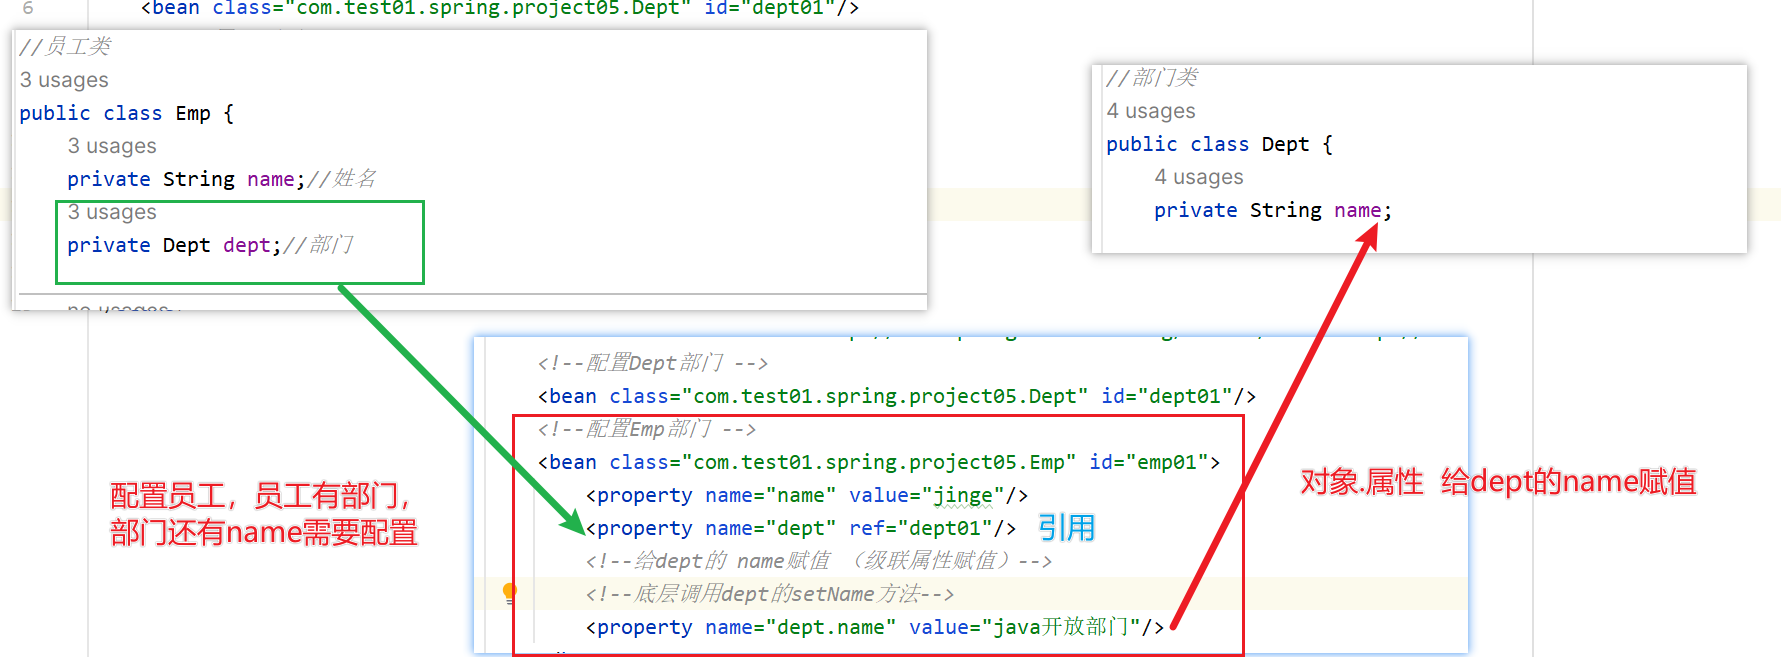 6
<bean class="com.test01.spring.project05.Dept" id="dept01"/>
//员工类
3 usages
public class Emp {
3 usages
private String name;//姓名
3 usages
private Dept dept;//部门
//部门类
4 usages
public class Dept {
4 usages
private String name;
<!--配置Dept部门 -->
<bean class="com.test01.spring.project05.Dept" id="dept01"/>
<!--配置Emp部门 -->
<bean class="com.test01.spring.project05.Emp" id="emp01">
<property name="name" value="jinge"/>
<property name="dept" ref="dept01"/> 引用
<!--给dept的 name赋值 （级联属性赋值）-->
<!--底层调用dept的setName方法-->
<property name="dept.name" value="java开放部门"/>
配置员工，员工有部门，
部门还有name需要配置
对象.属性 给dept的name赋值